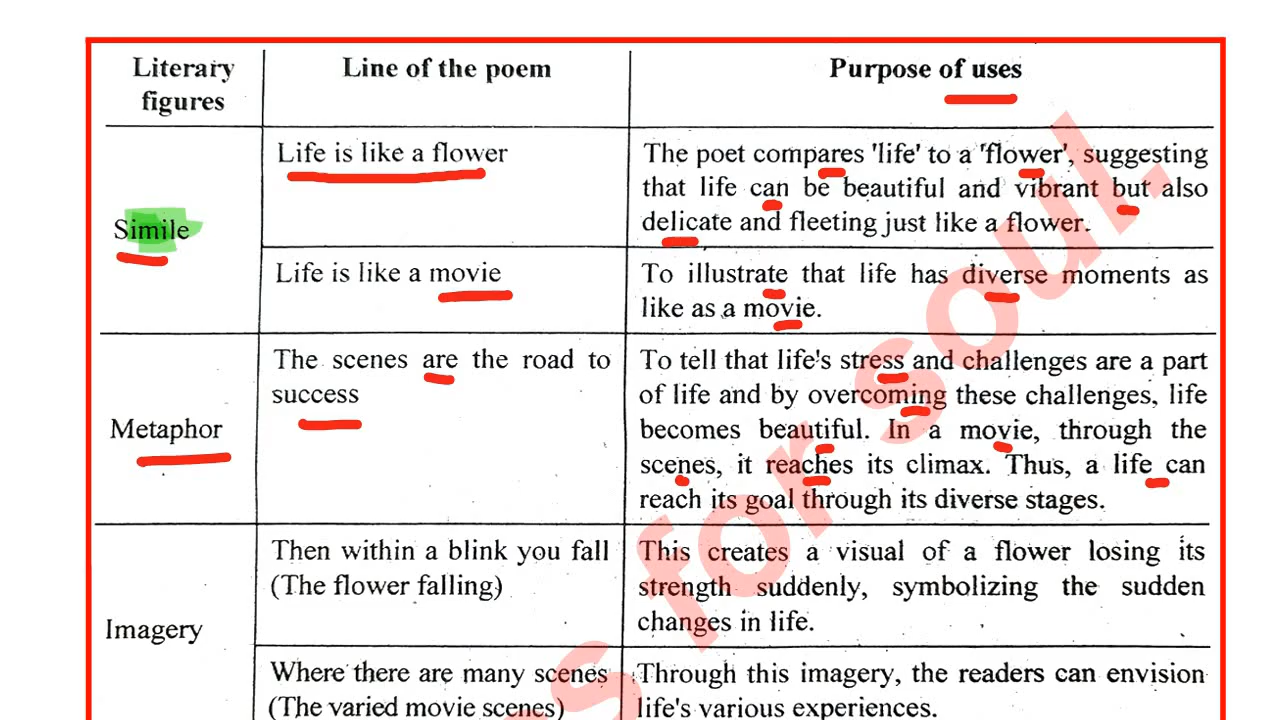 Literary figures
Line of the poem
Purpose of uses
Simile
Life is like a flower
The poet compares 'life' to a 'flower', suggesting
that life can be beautiful and vibrant but also
delicate and fleeting just like a flower.
Life is like a movie
To illustrate that life has diverse moments as
like as a movie.
Metaphor
The scenes are the road to
success
To tell that life's stress and challenges are a part
of life and by overcoming these challenges, life
becomes beautiful. In a movie, through the
scenes, it reaches its climax. Thus, a life can
reach its goal through its diverse stages.
Imagery
Then within a blink you fall
(The flower falling)
This creates a visual of a flower losing its
strength suddenly, symbolizing the sudden
changes in life.
Where there are many scenes
(The varied movie scenes)
Through this imagery, the readers can envision
life's various experiences.
s for soul.